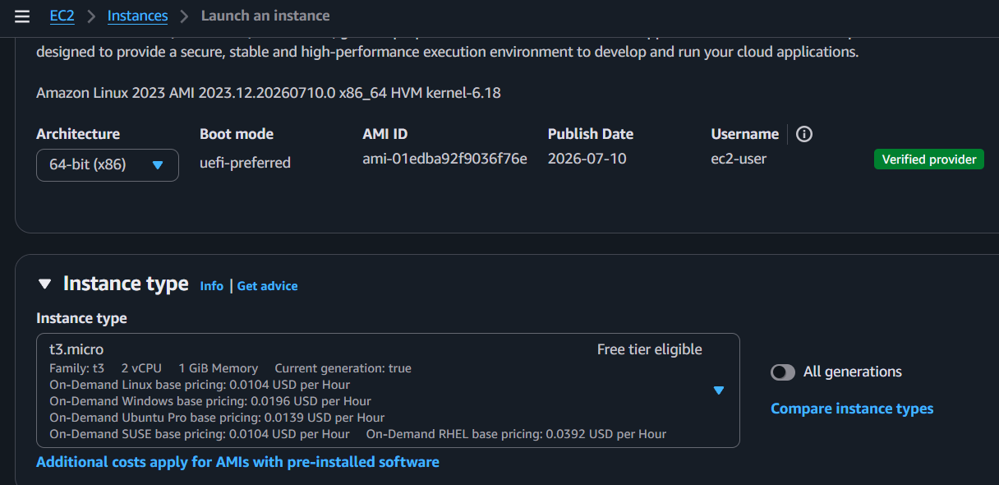 EC2 > Instances > Launch an instance
designed to provide a secure, stable and high-performance execution environment to develop and run your cloud applications.
Amazon Linux 2023 AMI 2023.12.20260710.0 x86_64 HVM kernel-6.18
Architecture Boot mode AMI ID Publish Date Username
64-bit (x86) uefi-preferred ami-01edba92f9036f76e 2026-07-10 ec2-user Verified provider
Instance type Info | Get advice
Instance type
t3.micro Free tier eligible
Family: t3 2 vCPU 1 GiB Memory Current generation: true
On-Demand Linux base pricing: 0.0104 USD per Hour
On-Demand Windows base pricing: 0.0196 USD per Hour
On-Demand Ubuntu Pro base pricing: 0.0139 USD per Hour
On-Demand SUSE base pricing: 0.0104 USD per Hour On-Demand RHEL base pricing: 0.0392 USD per Hour
All generations
Compare instance types
Additional costs apply for AMIs with pre-installed software